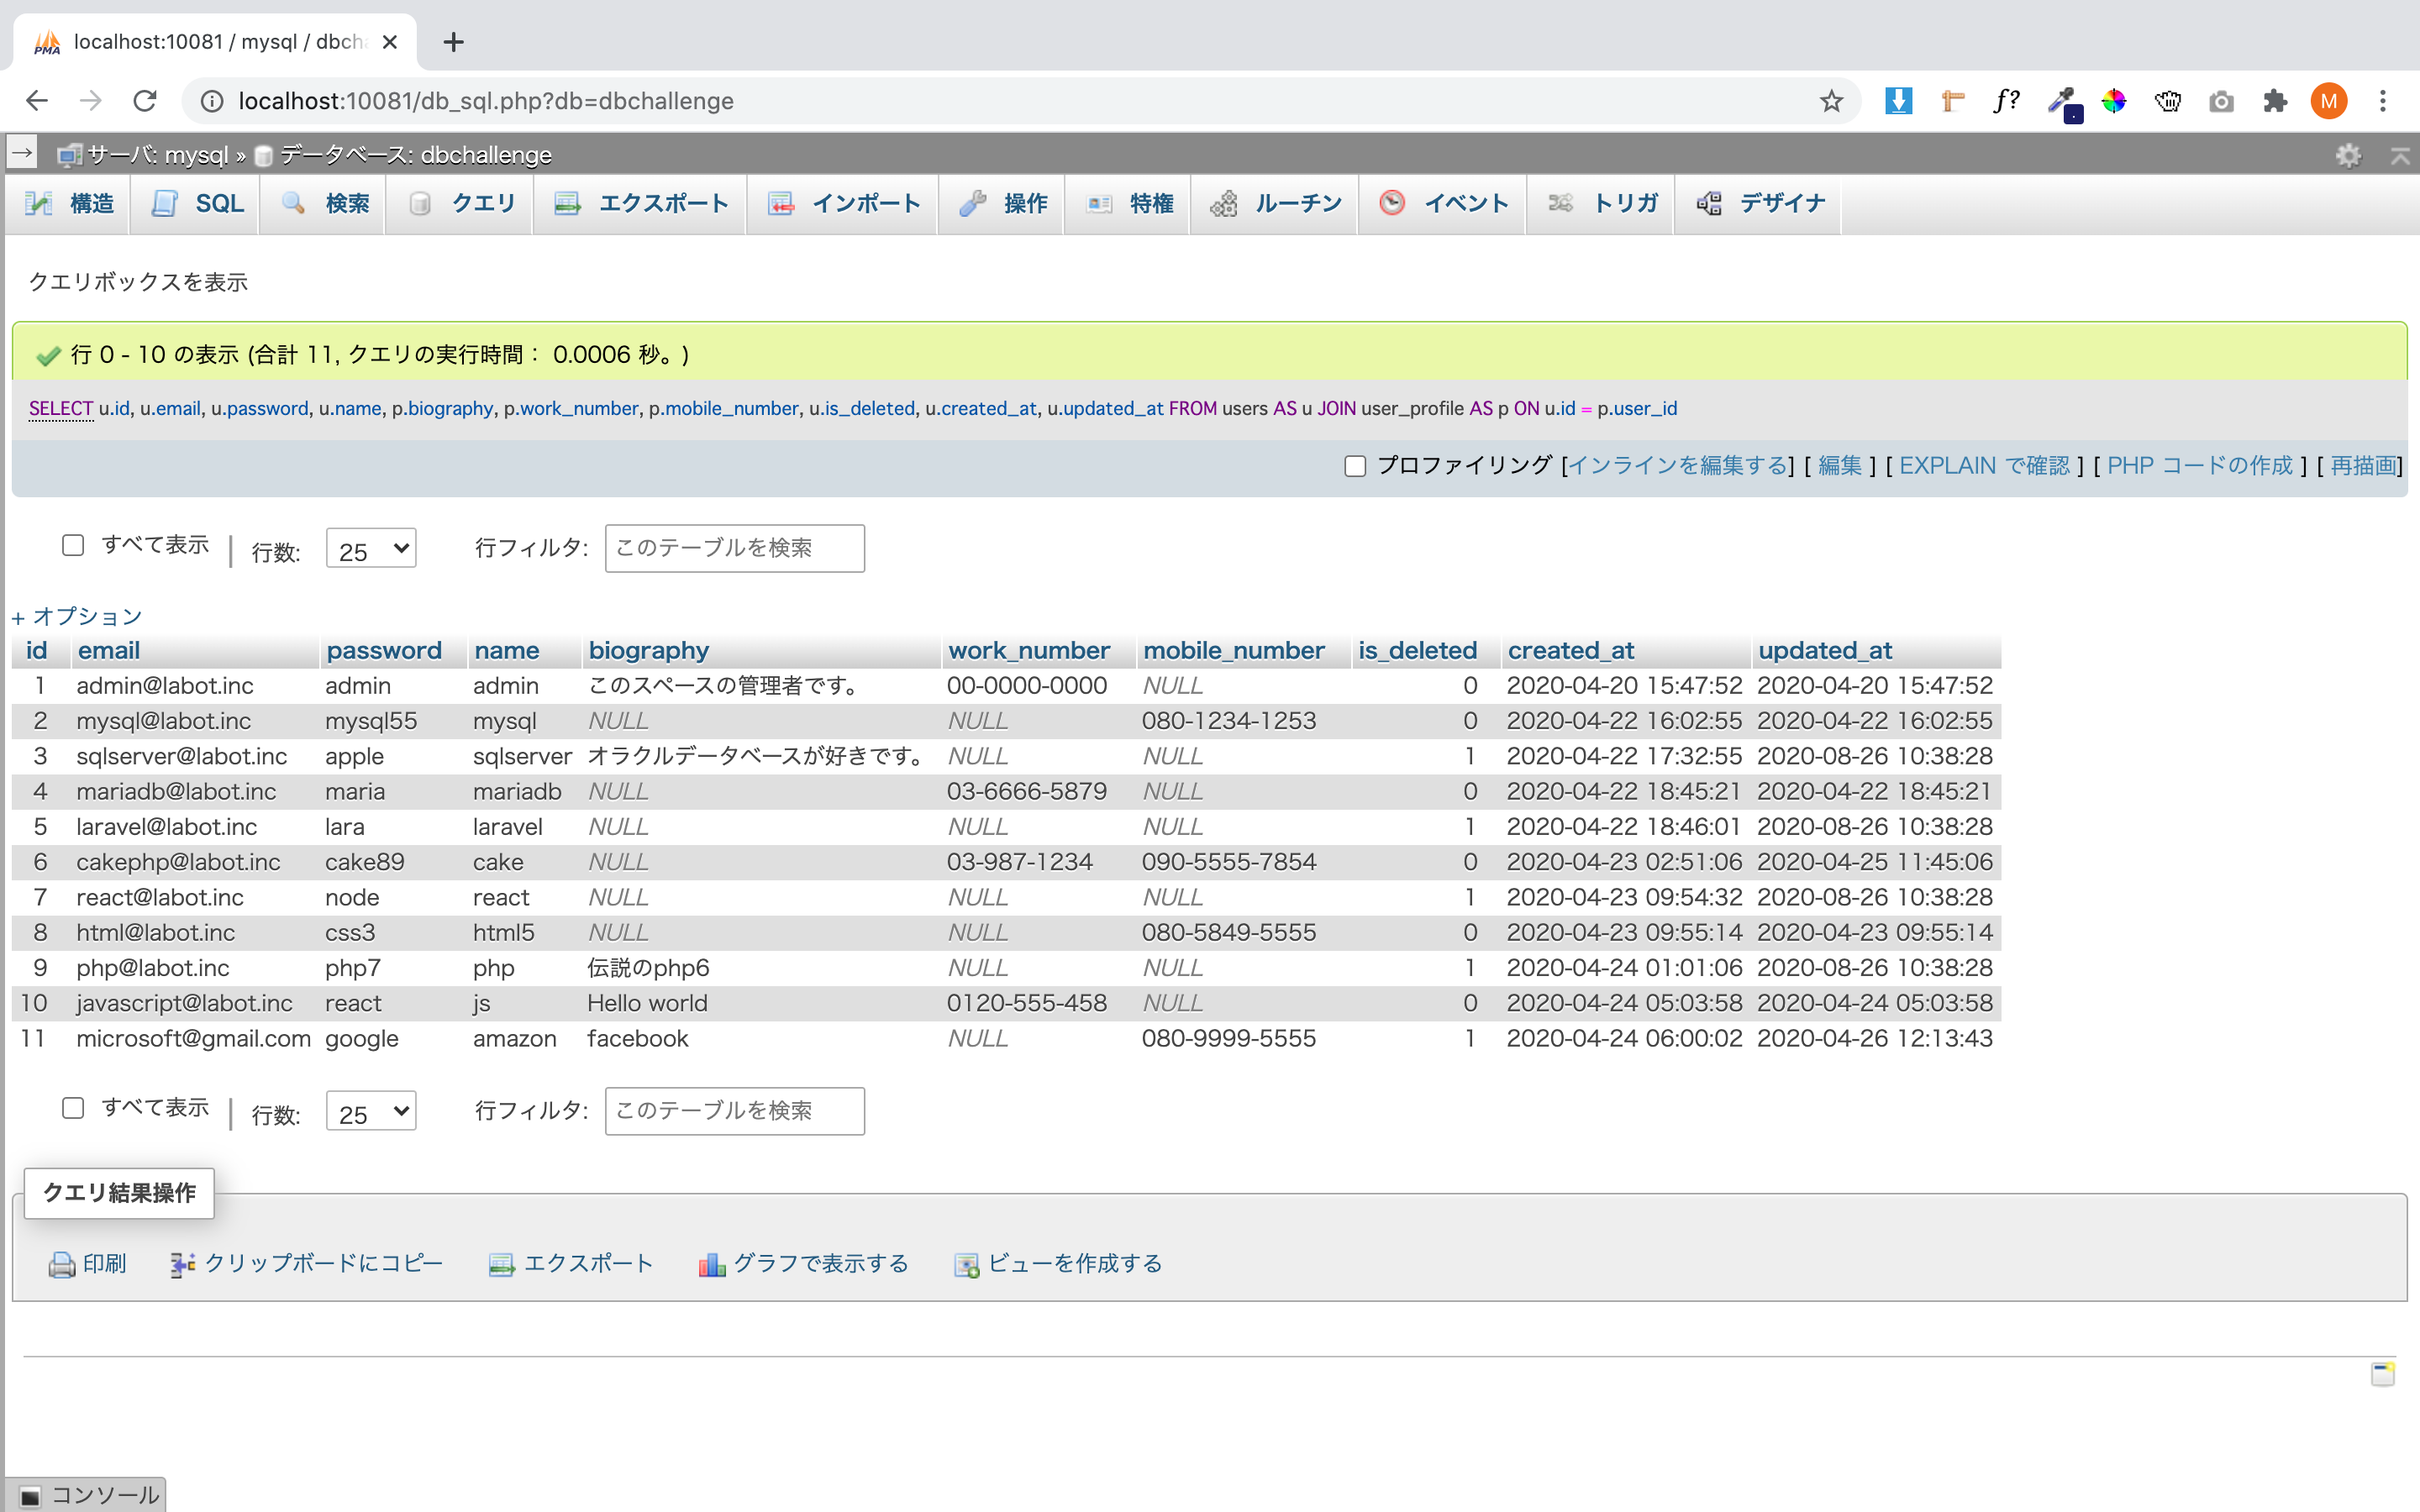 localhost:10081 / mysql / dbch
localhost:10081/db_sql.php?db=dbchallenge
M
サーバ: mysql » データベース: dbchallenge
構造 SQL 検索 クエリ エクスポート インポート 操作 特権 ルーチン イベント トリガ デザイナ
クエリボックスを表示
行 0 - 10 の表示 (合計 11, クエリの実行時間： 0.0006 秒。)
SELECT u.id, u.email, u.password, u.name, p.biography, p.work_number, p.mobile_number, u.is_deleted, u.created_at, u.updated_at FROM users AS u JOIN user_profile AS p ON u.id = p.user_id
プロファイリング [インラインを編集する] [ 編集 ] [ EXPLAIN で確認 ] [ PHP コードの作成 ] [ 再描画]
すべて表示 | 行数: 25 行フィルタ: このテーブルを検索
+ オプション
id email password name biography work_number mobile_number is_deleted created_at updated_at
1 admin@labot.inc admin admin このスペースの管理者です。 00-0000-0000 NULL 0 2020-04-20 15:47:52 2020-04-20 15:47:52
2 mysql@labot.inc mysql55 mysql NULL NULL 080-1234-1253 0 2020-04-22 16:02:55 2020-04-22 16:02:55
3 sqlserver@labot.inc apple sqlserver オラクルデータベースが好きです。 NULL NULL 1 2020-04-22 17:32:55 2020-08-26 10:38:28
4 mariadb@labot.inc maria mariadb NULL 03-6666-5879 NULL 0 2020-04-22 18:45:21 2020-04-22 18:45:21
5 laravel@labot.inc lara laravel NULL NULL NULL 1 2020-04-22 18:46:01 2020-08-26 10:38:28
6 cakephp@labot.inc cake89 cake NULL 03-987-1234 090-5555-7854 0 2020-04-23 02:51:06 2020-04-25 11:45:06
7 react@labot.inc node react NULL NULL NULL 1 2020-04-23 09:54:32 2020-08-26 10:38:28
8 html@labot.inc css3 html5 NULL NULL 080-5849-5555 0 2020-04-23 09:55:14 2020-04-23 09:55:14
9 php@labot.inc php7 php 伝説のphp6 NULL NULL 1 2020-04-24 01:01:06 2020-08-26 10:38:28
10 javascript@labot.inc react js Hello world 0120-555-458 NULL 0 2020-04-24 05:03:58 2020-04-24 05:03:58
11 microsoft@gmail.com google amazon facebook NULL 080-9999-5555 1 2020-04-24 06:00:02 2020-04-26 12:13:43
すべて表示 | 行数: 25 行フィルタ: このテーブルを検索
クエリ結果操作
印刷 クリップボードにコピー エクスポート グラフで表示する ビューを作成する
コンソール